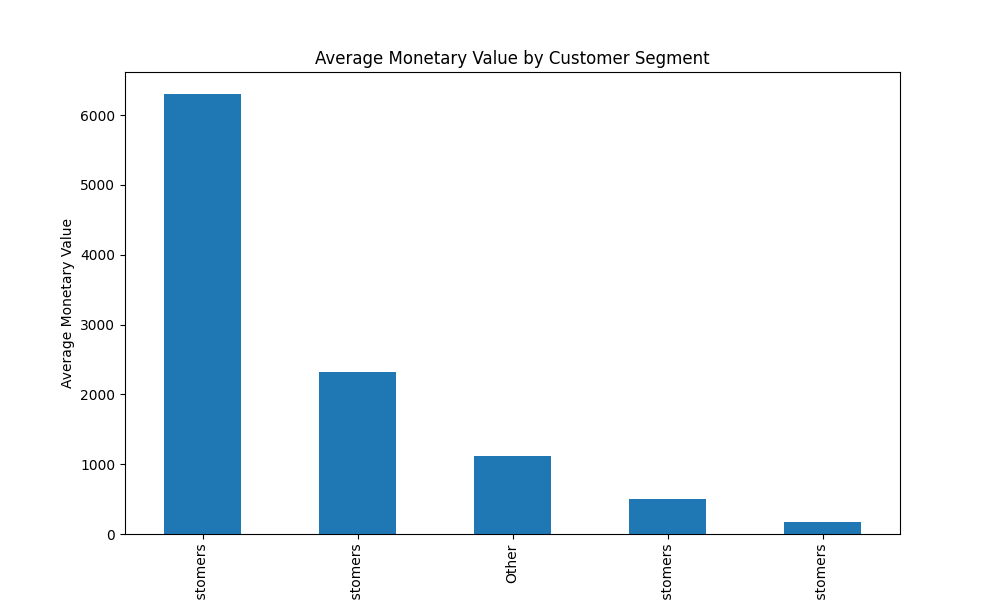 Average Monetary Value by Customer Segment
6000
5000
4000
3000
2000
1000
0
Average Monetary Value
stomers
stomers
Other
stomers
stomers